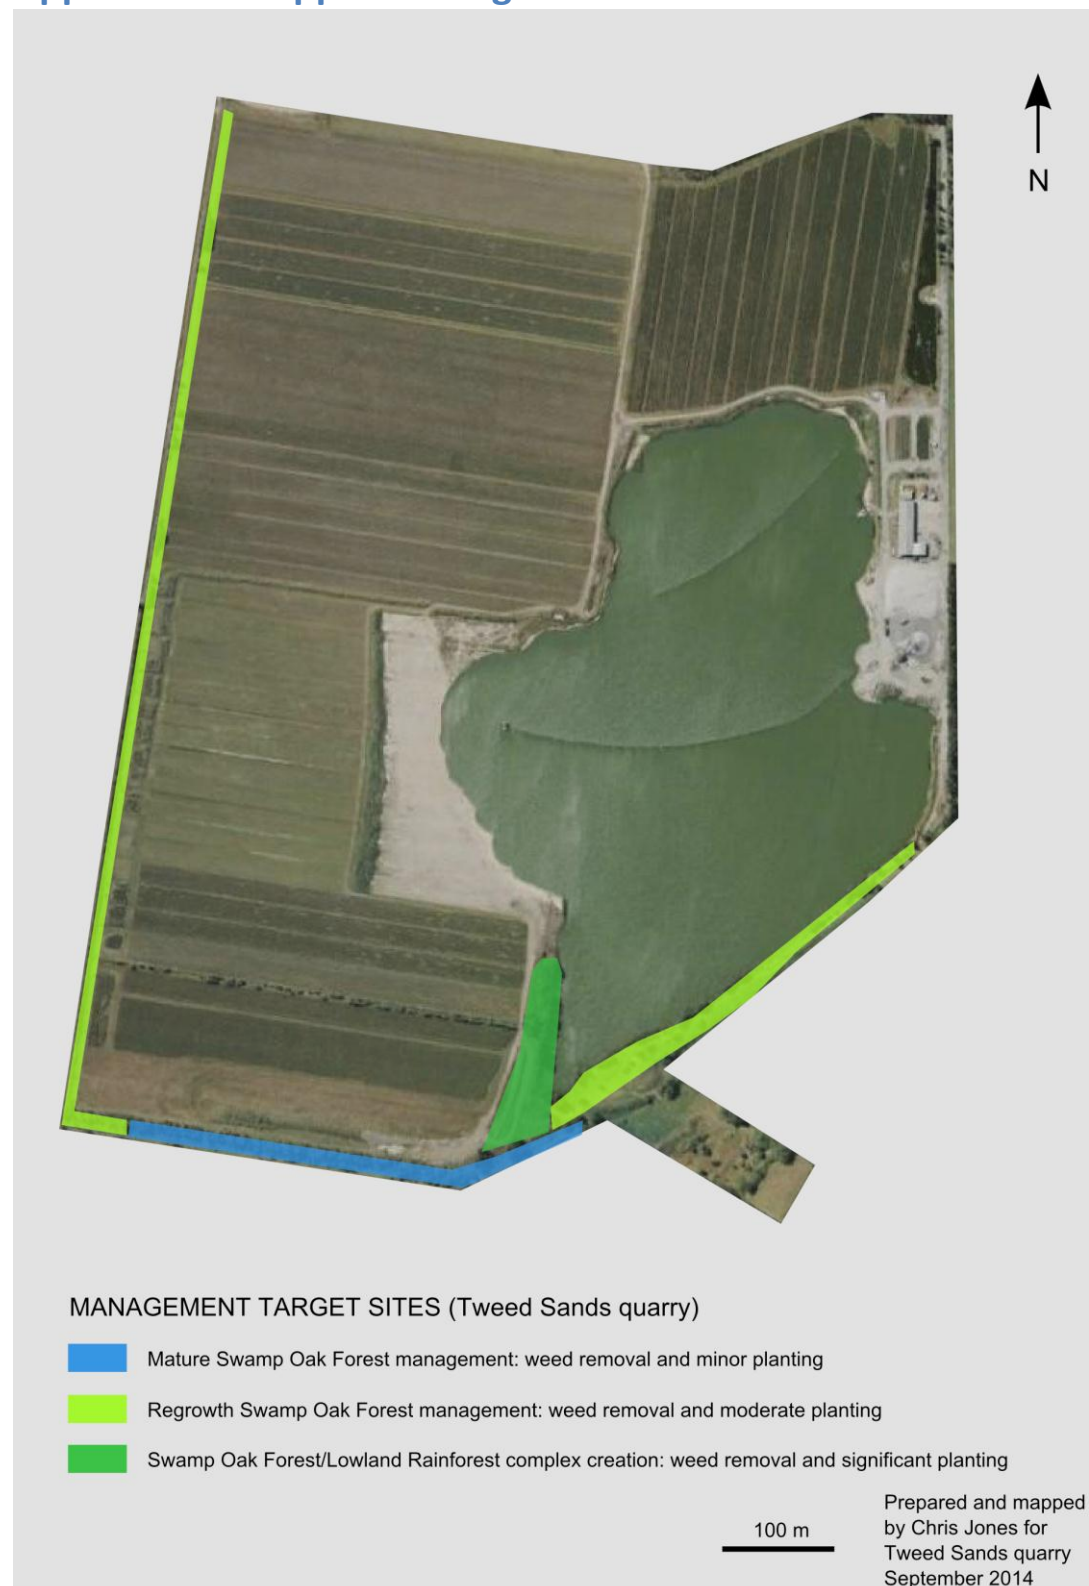 N
MANAGEMENT TARGET SITES (Tweed Sands quarry)
Mature Swamp Oak Forest management: weed removal and minor planting
Regrowth Swamp Oak Forest management: weed removal and moderate planting
Swamp Oak Forest/Lowland Rainforest complex creation: weed removal and significant planting
100 m
Prepared and mapped
by Chris Jones for
Tweed Sands quarry
September 2014